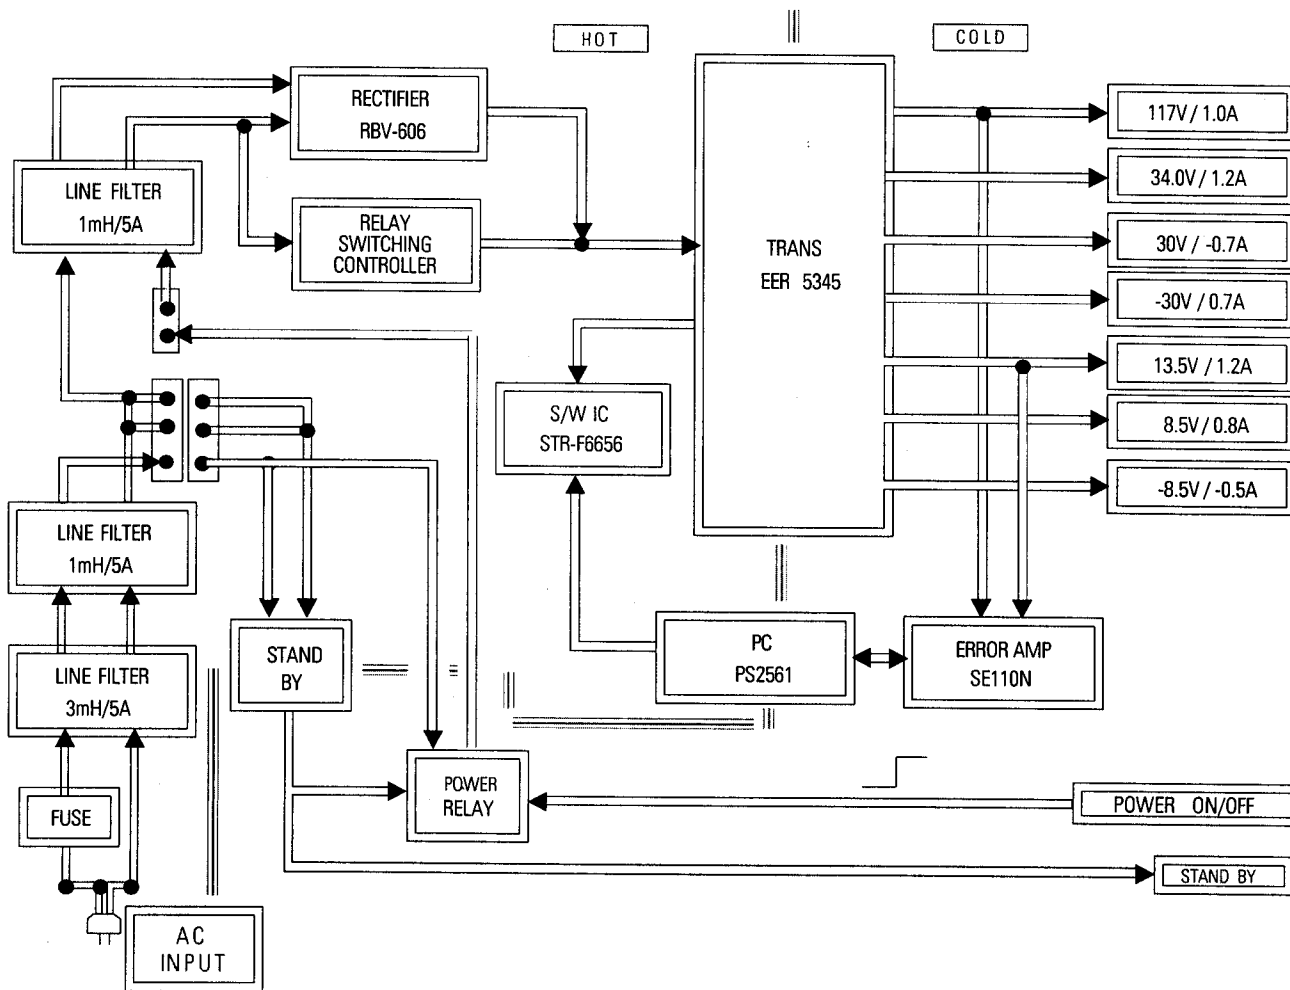 HOT
COLD
RECTIFIER
RBV-606
LINE FILTER
1mH/5A
RELAY
SWITCHING
CONTROLLER
TRANS
EER 5345
117V / 1.0A
34.0V / 1.2A
30V / -0.7A
-30V / 0.7A
13.5V / 1.2A
8.5V / 0.8A
-8.5V / -0.5A
S/W IC
STR-F6656
LINE FILTER
1mH/5A
STAND
BY
PC
PS2561
ERROR AMP
SE110N
LINE FILTER
3mH/5A
POWER
RELAY
POWER ON/OFF
FUSE
STAND BY
AC
INPUT